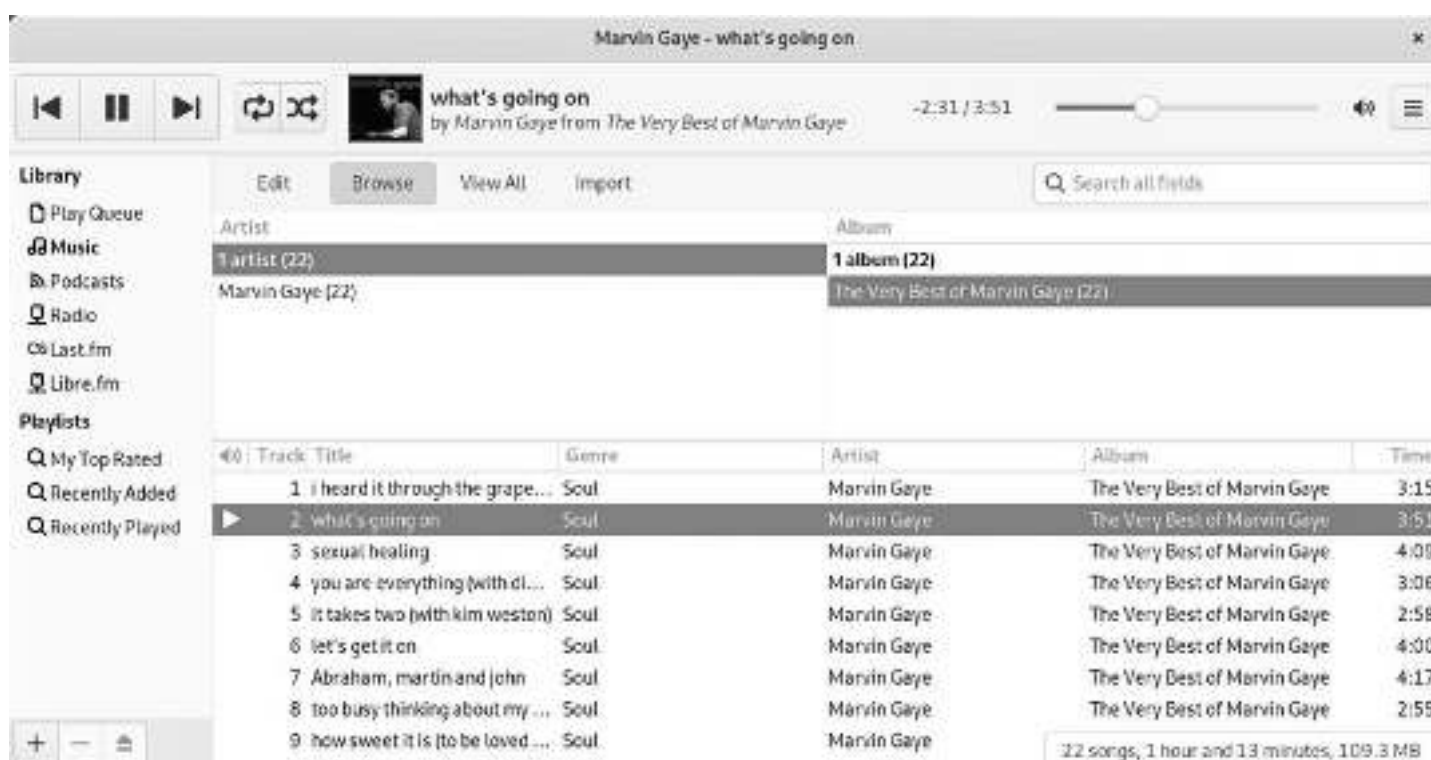 Marvin Gaye - what's going on
what's going on
by Marvin Gaye from The Very Best of Marvin Gaye
-2:31 / 3:51
Library
Play Queue
Music
Podcasts
Radio
Last.fm
Libre.fm
Playlists
My Top Rated
Recently Added
Recently Played
Edit Browse View All Import
Search all fields
Artist Album
1 artist (22) 1 album (22)
Marvin Gaye (22) The Very Best of Marvin Gaye (22)
Track Title Genre Artist Album Time
1 i heard it through the grape... Soul Marvin Gaye The Very Best of Marvin Gaye 3:15
2 what's going on Soul Marvin Gaye The Very Best of Marvin Gaye 3:51
3 sexual healing Soul Marvin Gaye The Very Best of Marvin Gaye
4 you are everything (with di... Soul Marvin Gaye The Very Best of Marvin Gaye 3:06
5 it takes two (with kim weston) Soul Marvin Gaye The Very Best of Marvin Gaye 2:58
6 let's get it on Soul Marvin Gaye The Very Best of Marvin Gaye 4:00
7 Abraham, martin and john Soul Marvin Gaye The Very Best of Marvin Gaye 4:17
8 too busy thinking about my ... Soul Marvin Gaye The Very Best of Marvin Gaye 2:55
9 how sweet it is (to be loved ... Soul Marvin Gaye
22 songs, 1 hour and 13 minutes, 109.3 MB